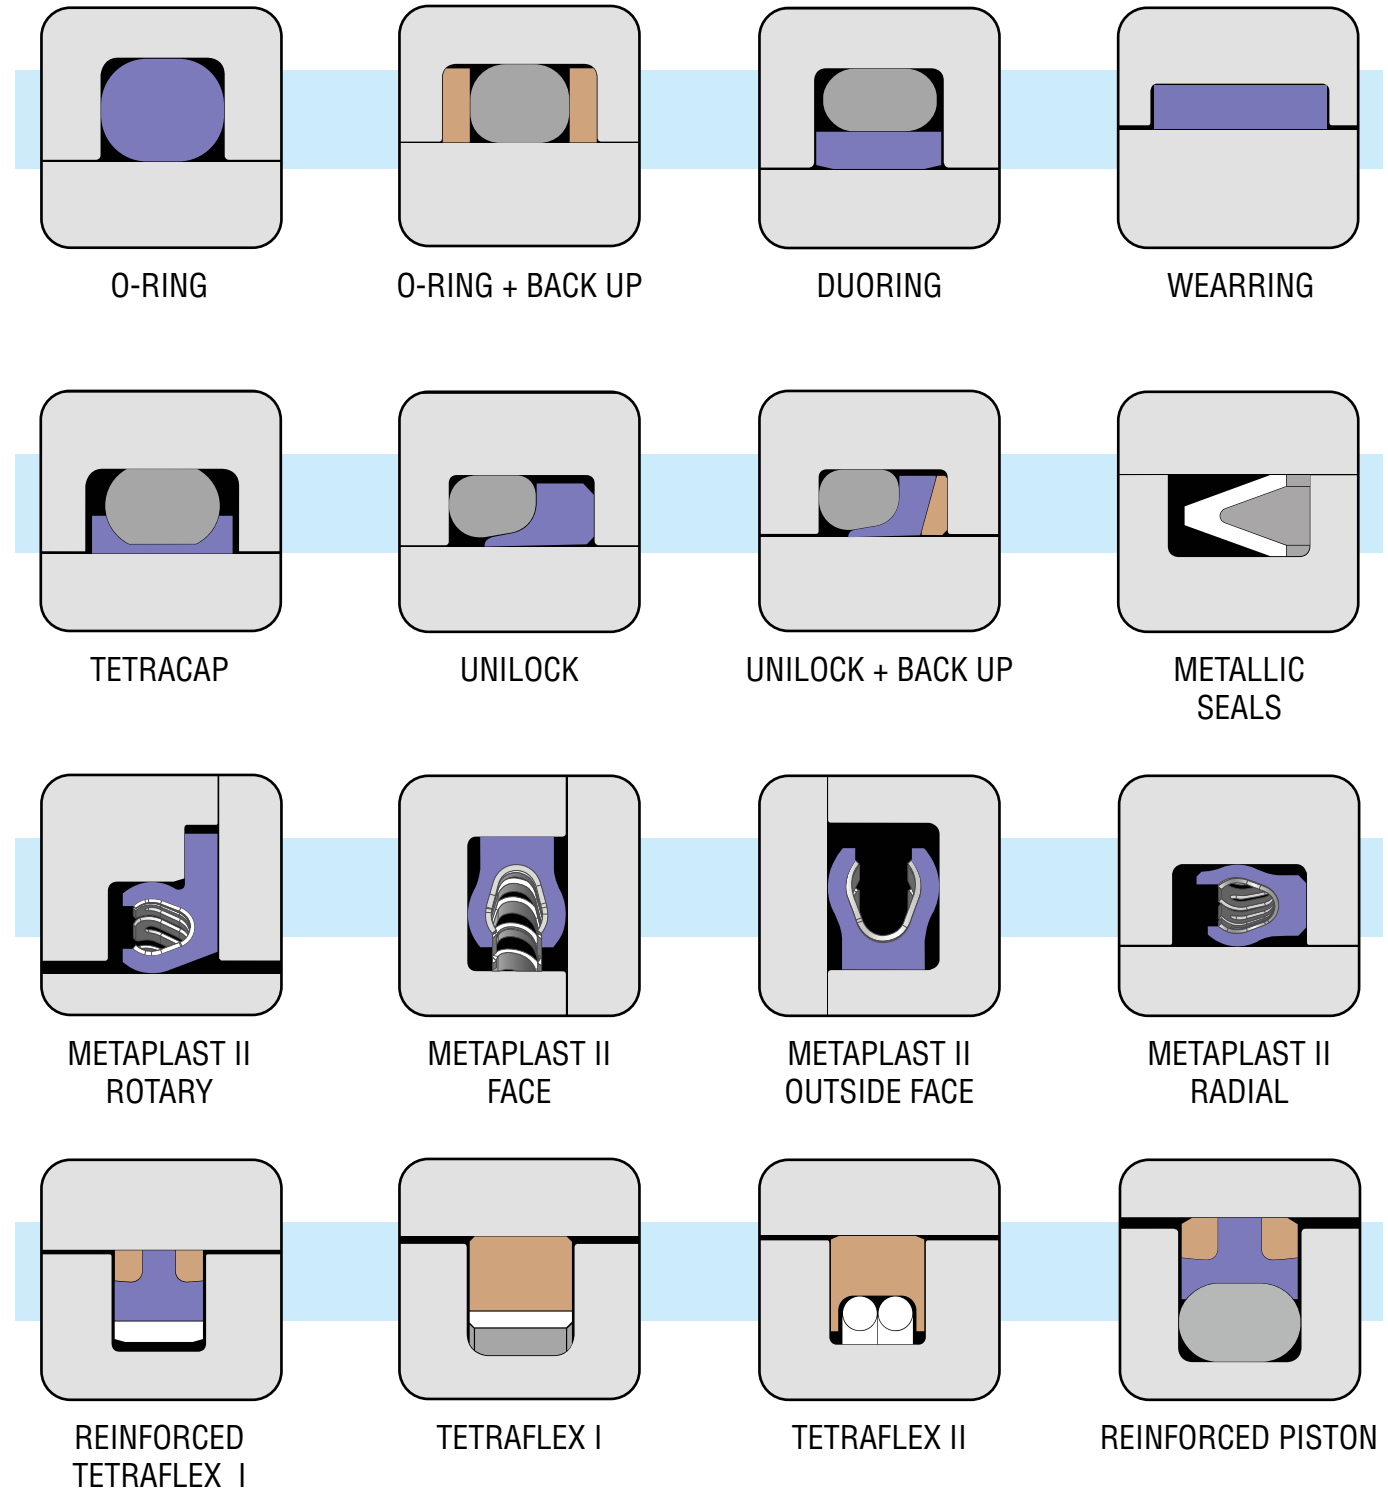 O-RING
O-RING + BACK UP
DUORING
WEARRING
TETRACAP
UNILOCK
UNILOCK + BACK UP
METALLIC
SEALS
METAPLAST II
ROTARY
METAPLAST II
FACE
METAPLAST II
OUTSIDE FACE
METAPLAST II
RADIAL
REINFORCED
TETRAFLEX I
TETRAFLEX I
TETRAFLEX II
REINFORCED PISTON